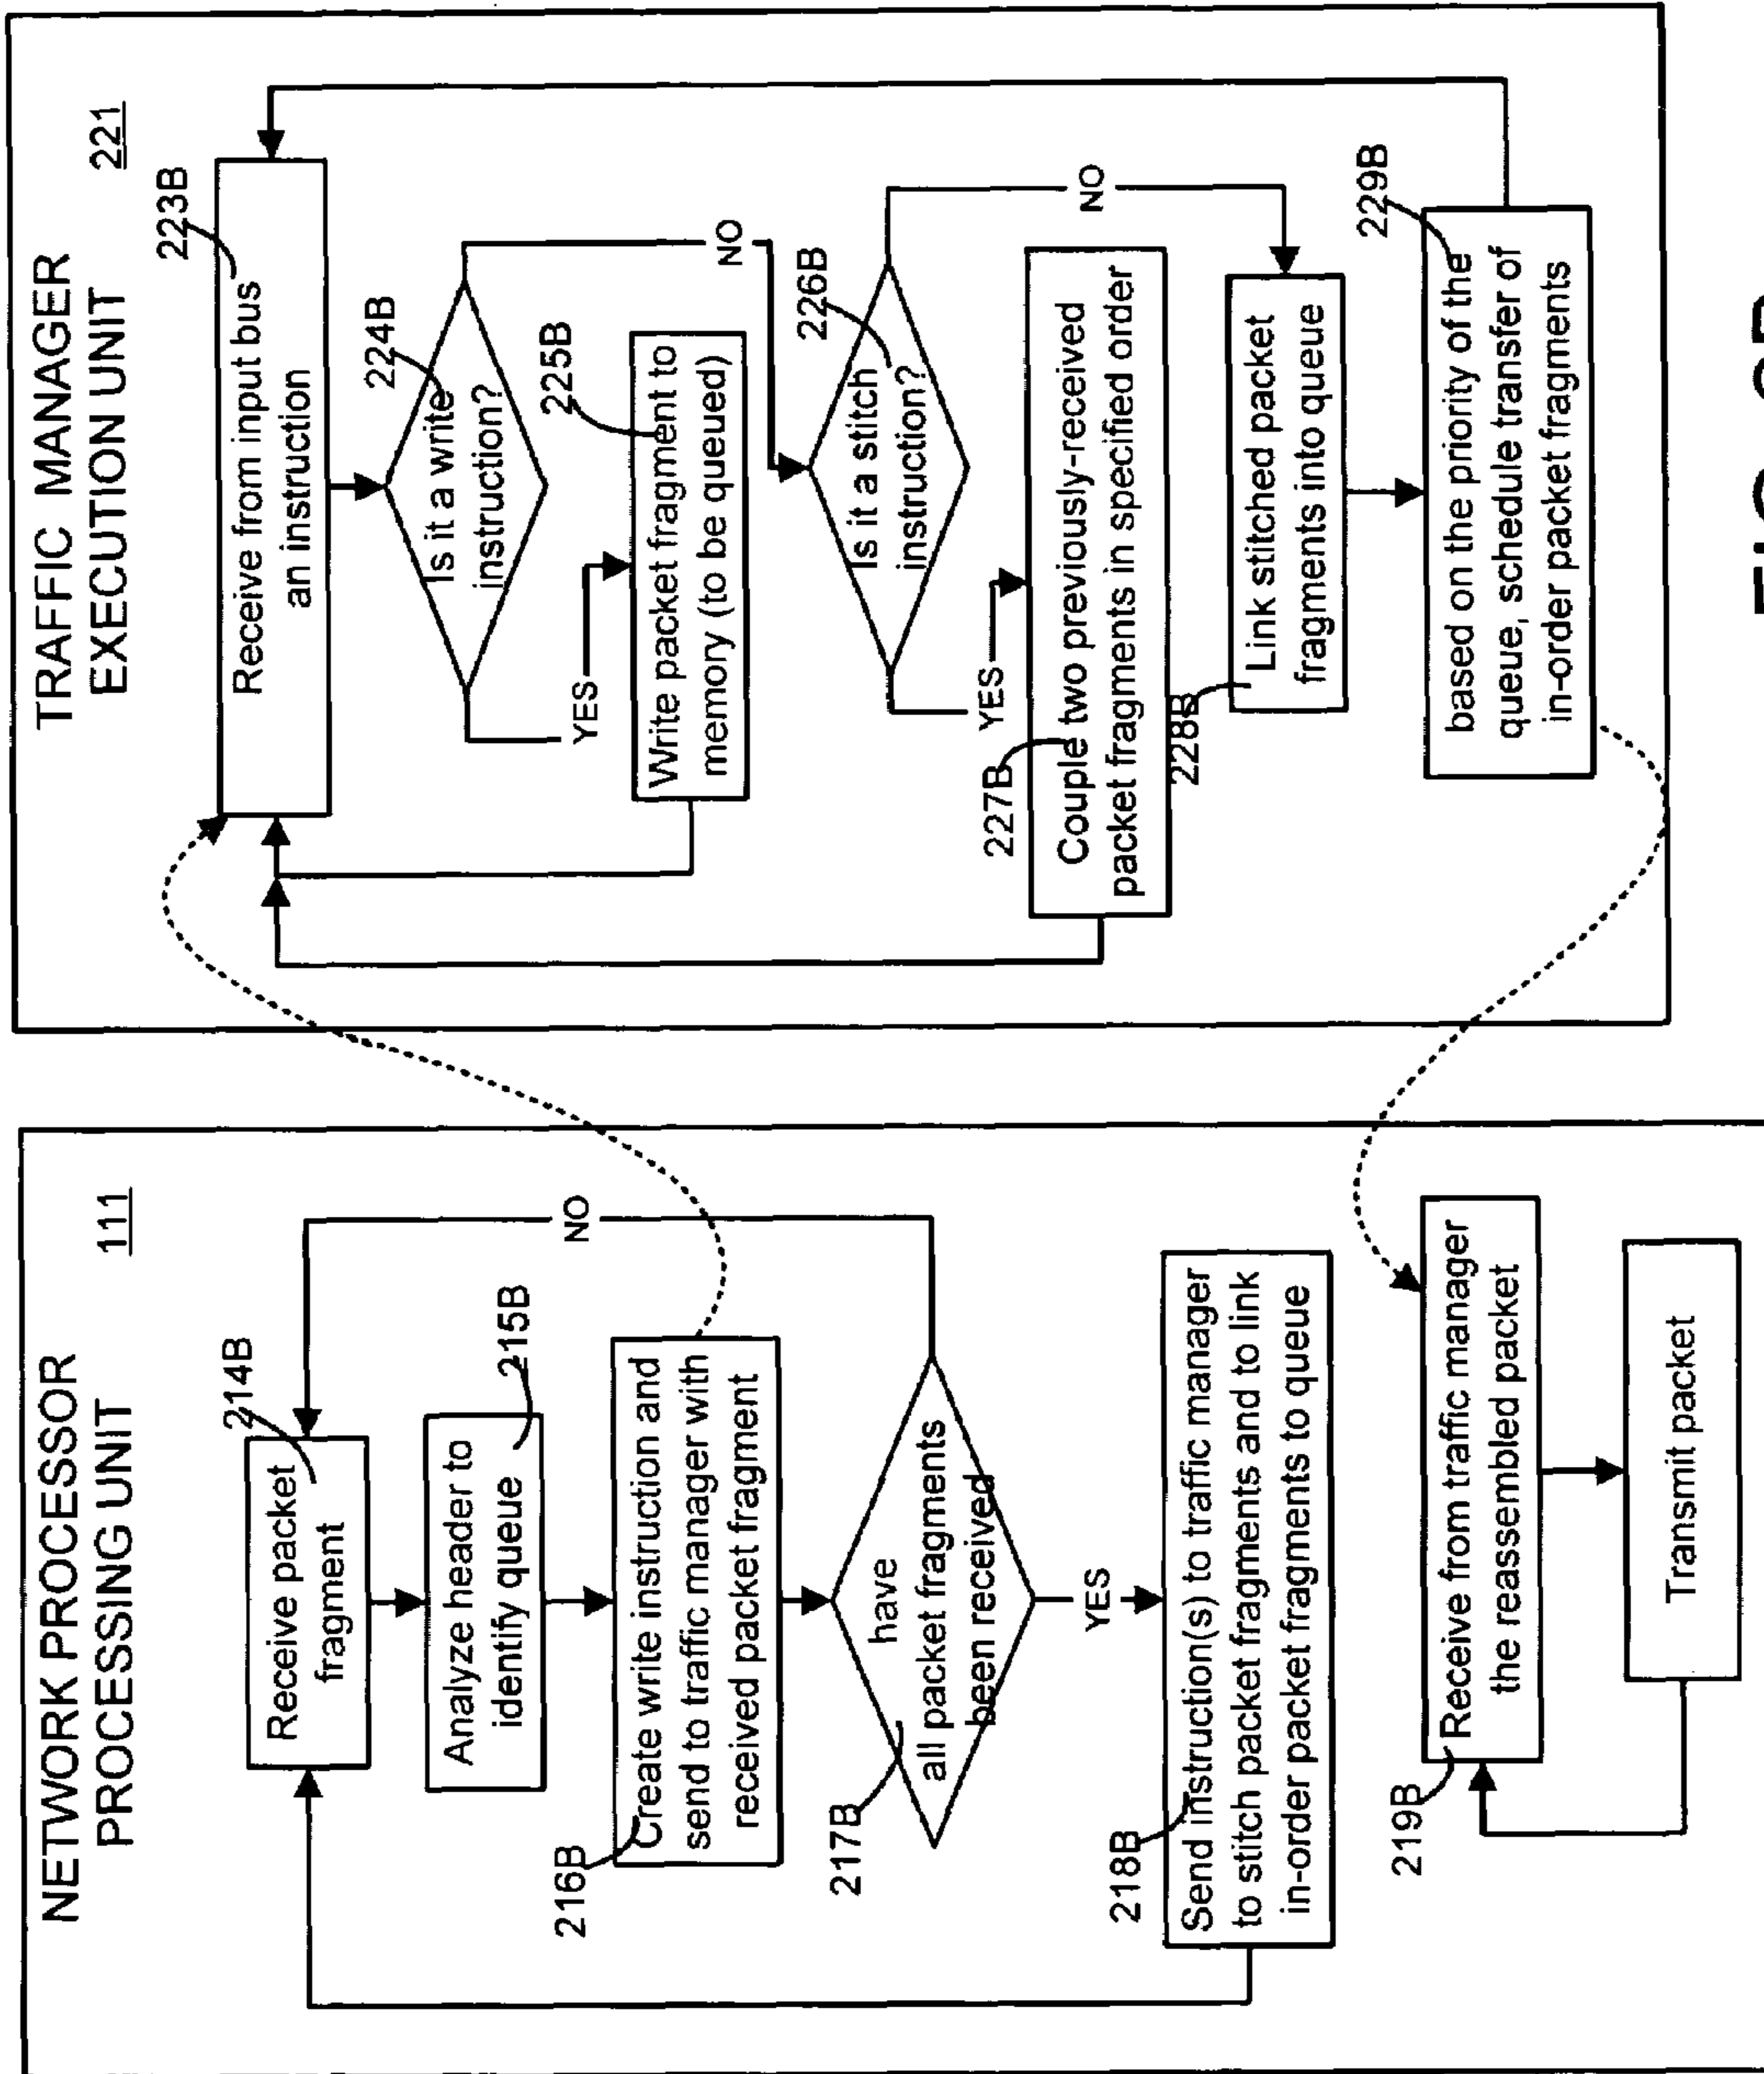 NETWORK PROCESSOR
PROCESSING UNIT
111
214B
Receive packet
fragment
215B
Analyze header to
identify queue
216B
Create write instruction and
send to traffic manager with
received packet fragment
217B
have
all packet fragments
been received
NO
YES
218B
Send instruction(s) to traffic manager
to stitch packet fragments and to link
in-order packet fragments to queue
219B
Receive from traffic manager
the reassembled packet
Transmit packet
TRAFFIC MANAGER
EXECUTION UNIT
221
223B
Receive from input bus
an instruction
224B
Is it a write
instruction?
NO
YES
225B
Write packet fragment to
memory (to be queued)
226B
Is it a stitch
instruction?
NO
YES
227B
Couple two previously-received
packet fragments in specified order
228B
Link stitched packet
fragments into queue
229B
based on the priority of the
queue, schedule transfer of
in-order packet fragments